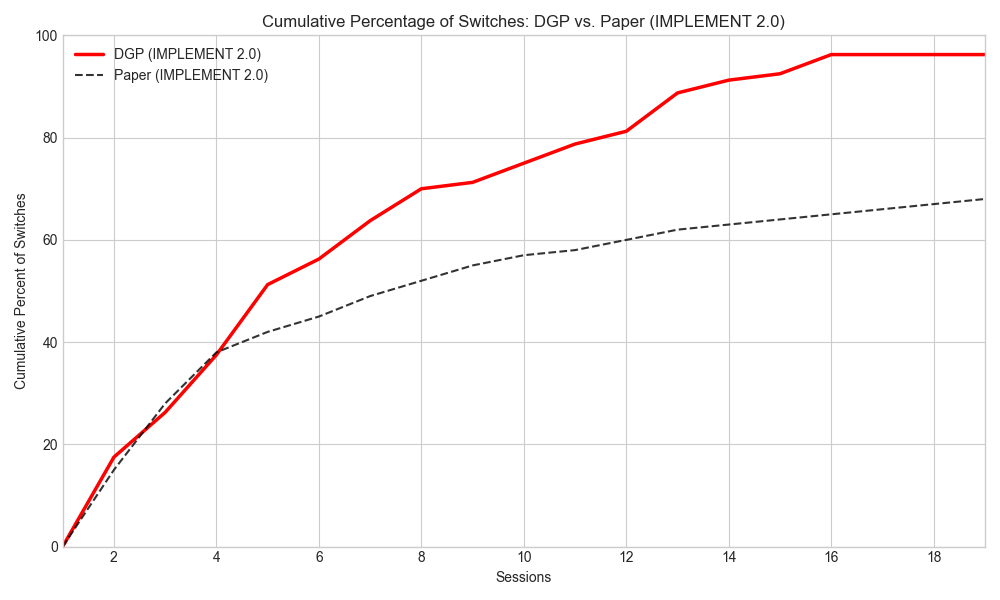 Cumulative Percentage of Switches: DGP vs. Paper (IMPLEMENT 2.0)
DGP (IMPLEMENT 2.0)
Paper (IMPLEMENT 2.0)
Cumulative Percent of Switches
100
80
60
40
20
0
2 4 6 8 10 12 14 16 18
Sessions